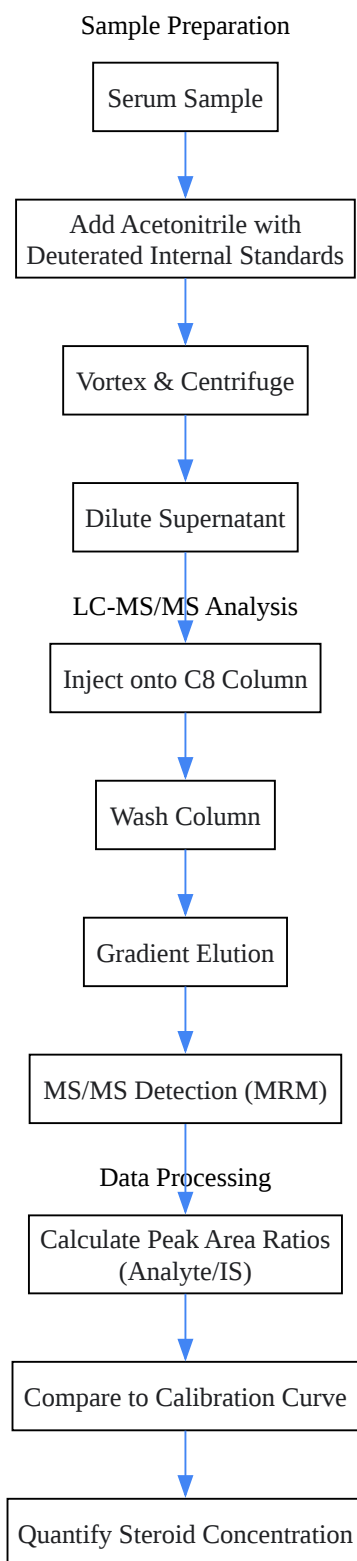 Sample Preparation
Serum Sample
Add Acetonitrile with
Deuterated Internal Standards
Vortex & Centrifuge
Dilute Supernatant
LC-MS/MS Analysis
Inject onto C8 Column
Wash Column
Gradient Elution
MS/MS Detection (MRM)
Data Processing
Calculate Peak Area Ratios
(Analyte/IS)
Compare to Calibration Curve
Quantify Steroid Concentration